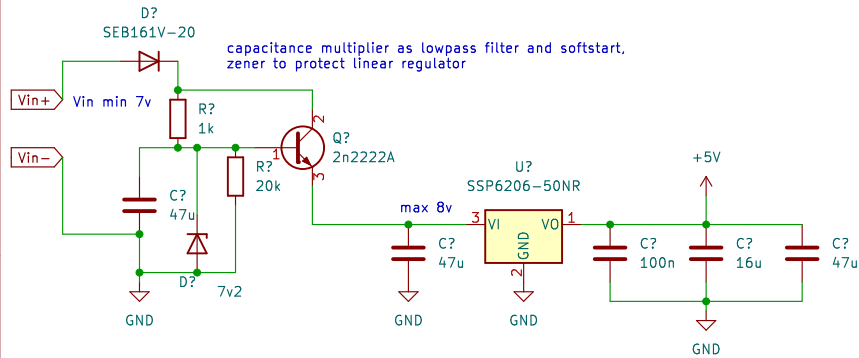 D?
SEB161V-20
capacitance multiplier as lowpass filter and softstart,
zener to protect linear regulator
Vin+
Vin min 7v
R?
1k
2
Q?
2n2222A
1
3
Vin-
R?
20k
C?
47u
D?
7v2
GND
max 8v
U?
SSP6206-50NR
3
VI
VO
1
GND
2
C?
47u
GND
GND
+5V
C?
100n
C?
16u
C?
47u
GND